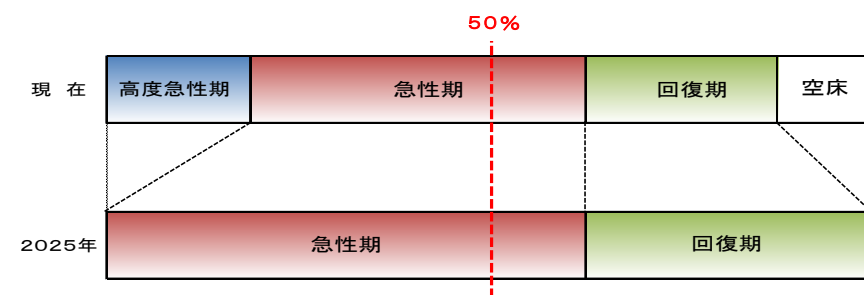 50%
現 在
高度急性期
急性期
回復期
空床
2025年
急性期
回復期